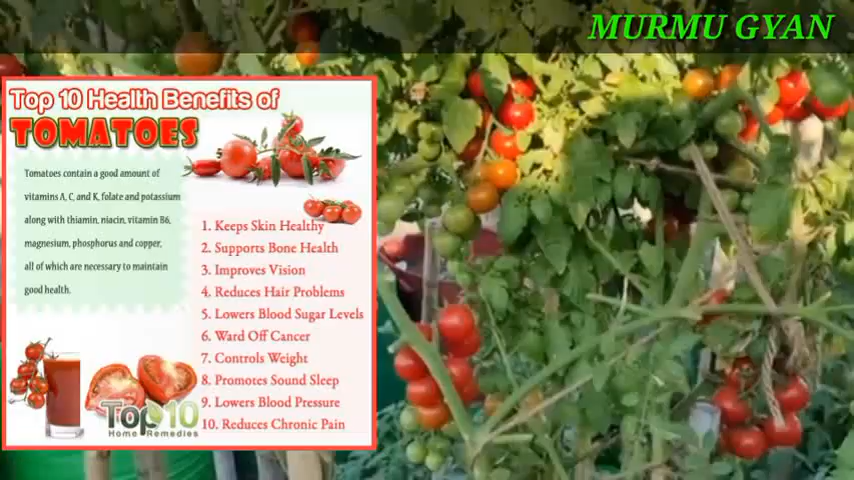 MURMU GYAN
Top 10 Health Benefits of
TOMATOES
Tomatoes contain a good amount of
vitamins A, C, and K, folate and potassium
along with thiamin, niacin, vitamin B6,
magnesium, phosphorus and copper,
all of which are necessary to maintain
good health.
1. Keeps Skin Healthy
2. Supports Bone Health
3. Improves Vision
4. Reduces Hair Problems
5. Lowers Blood Sugar Levels
6. Ward Off Cancer
7. Controls Weight
8. Promotes Sound Sleep
9. Lowers Blood Pressure
10. Reduces Chronic Pain
Top10
Home Remedies